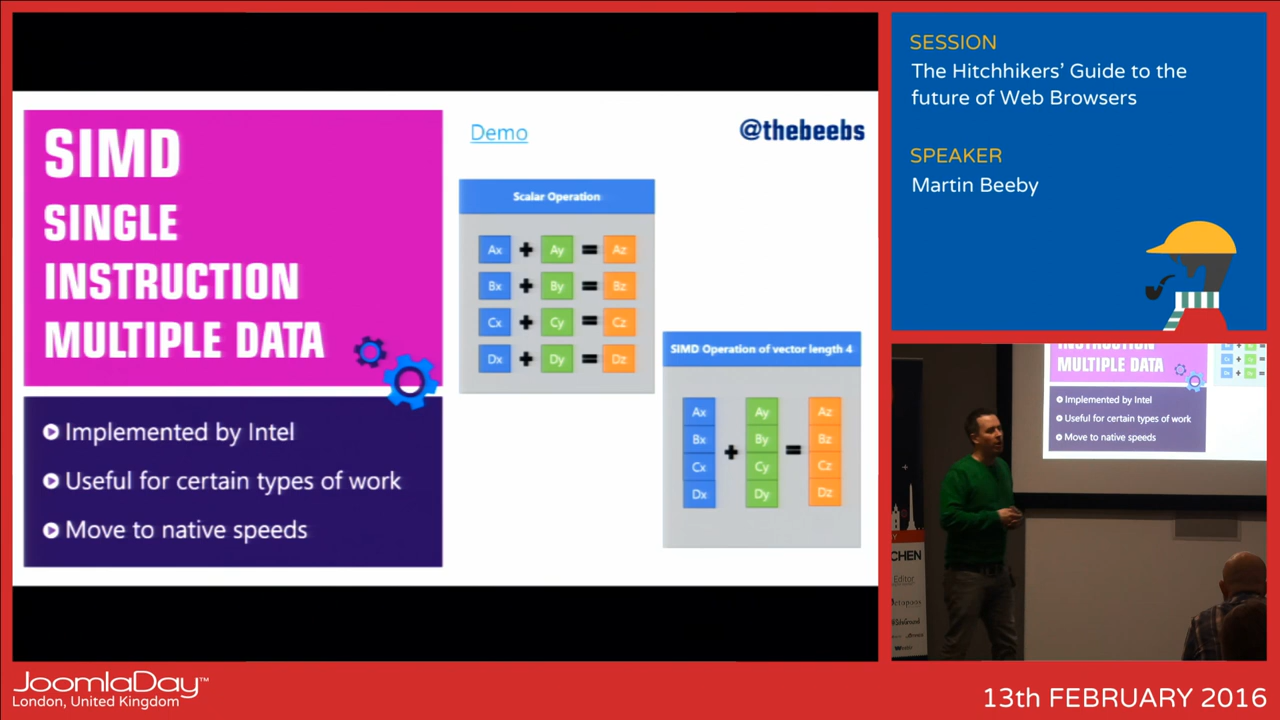 SIMD
SINGLE
INSTRUCTION
MULTIPLE DATA
Implemented by Intel
Useful for certain types of work
Move to native speeds
Demo
@thebeebs
Scalar Operation
Ax + Ay = Az
Bx + By = Bz
Cx + Cy = Cz
Dx + Dy = Dz
SIMD Operation of vector length 4
Ax Ay Az
Bx By Bz
+ =
Cx Cy Cz
Dx Dy Dz
SESSION
The Hitchhikers' Guide to the
future of Web Browsers
SPEAKER
Martin Beeby
INSTRUCTION
MULTIPLE DATA
Implemented by Intel
Useful for certain types of work
Move to native speeds
CHEN
Editor
JoomlaDay™
London, United Kingdom
13th FEBRUARY 2016